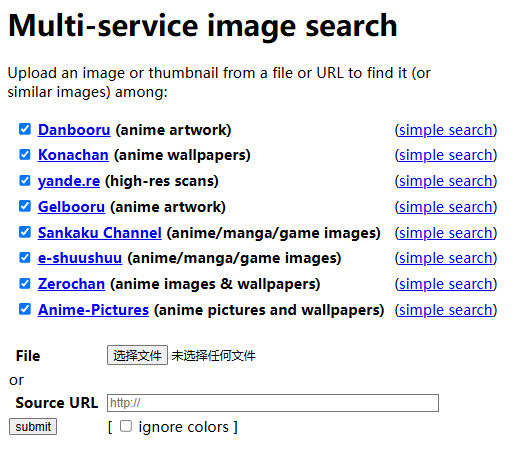 Multi-service image search
Upload an image or thumbnail from a file or URL to find it (or
similar images) among:
Danbooru (anime artwork) (simple search)
Konachan (anime wallpapers) (simple search)
yande.re (high-res scans) (simple search)
Gelbooru (anime artwork) (simple search)
Sankaku Channel (anime/manga/game images) (simple search)
e-shuushuu (anime/manga/game images) (simple search)
Zerochan (anime images & wallpapers) (simple search)
Anime-Pictures (anime pictures and wallpapers) (simple search)
File 选择文件 未选择任何文件
or
Source URL http://
submit [ ignore colors ]